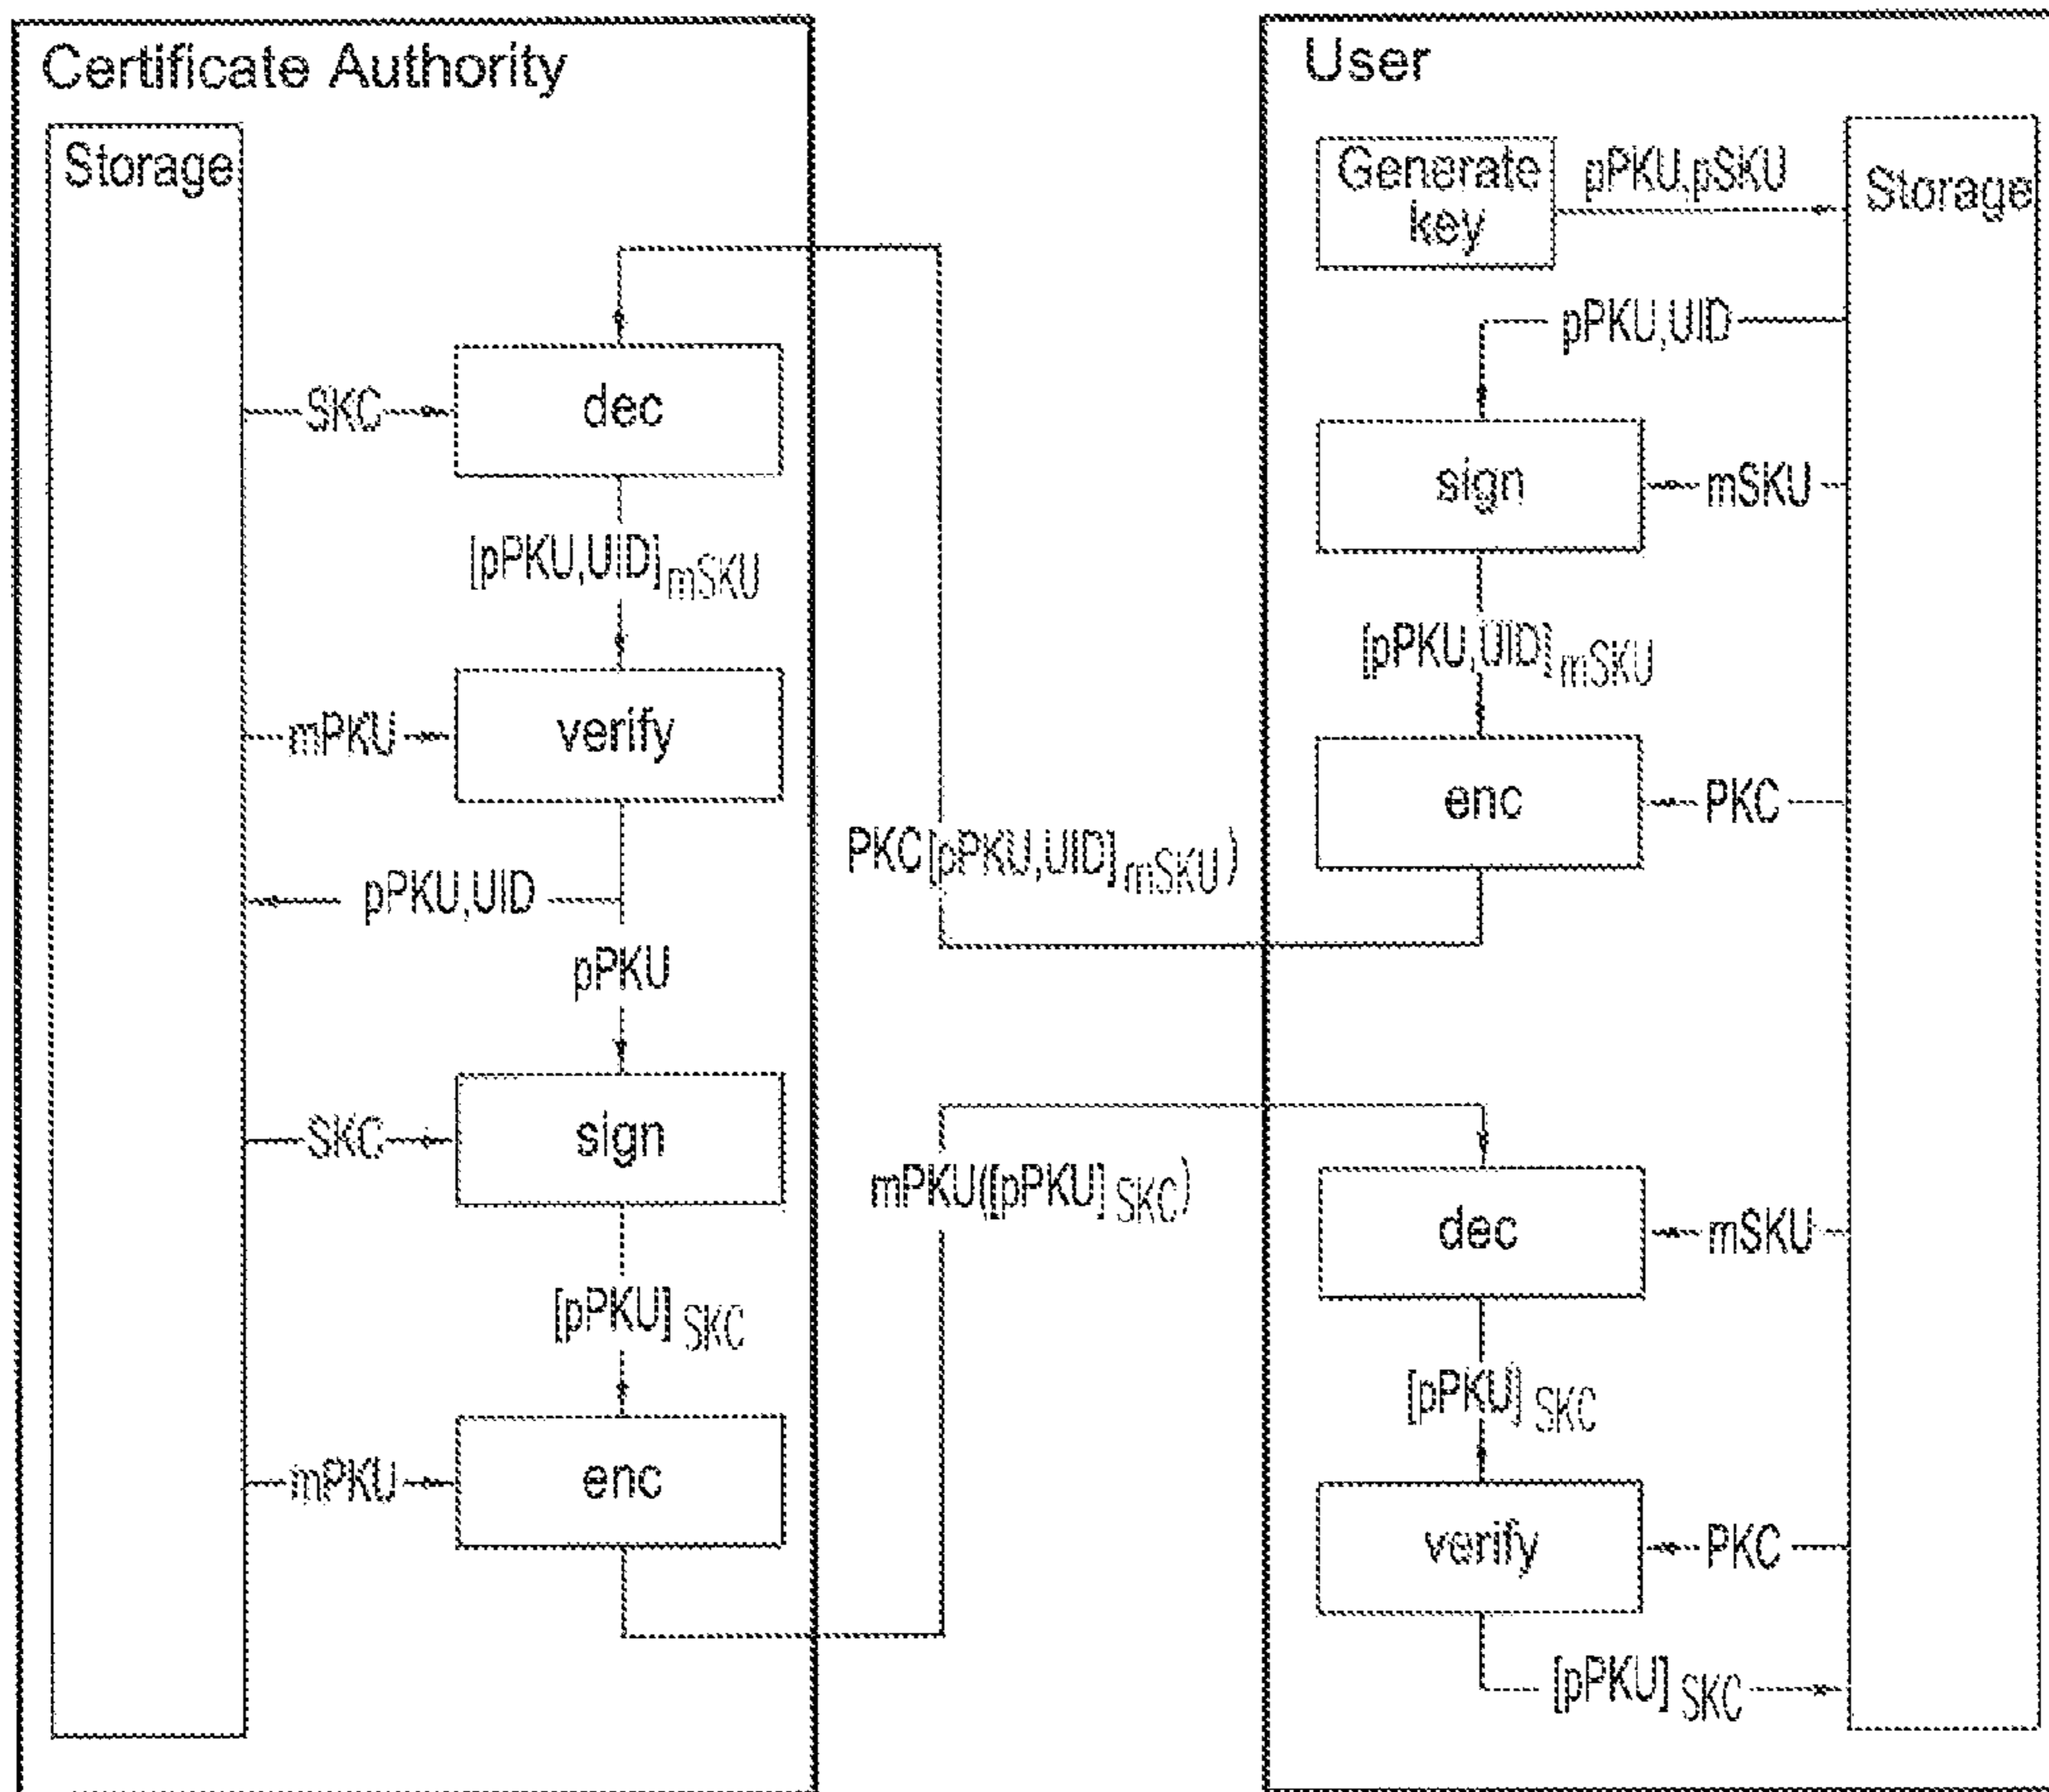 Certificate Authority
Storage
SKC
dec
[pPKU,UID]mSKU
mPKU
verify
pPKU,UID
pPKU
SKC
sign
[pPKU] SKC
mPKU
enc
PKC[pPKU,UID]mSKU)
mPKU([pPKU] SKC)
User
Generate
key
pPKU,pSKU
Storage
pPKU,UID
sign
mSKU
[pPKU,UID]mSKU
enc
PKC
dec
mSKU
[pPKU] SKC
verify
PKC
[pPKU] SKC